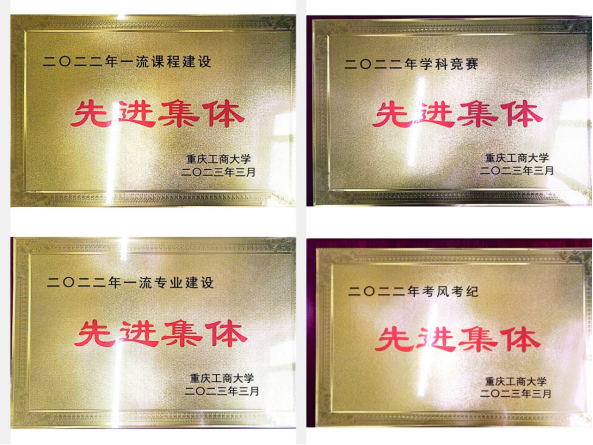 二〇二二年一流课程建设
先进集体
重庆工商大学
二〇二三年三月
二〇二二年学科竞赛
先进集体
重庆工商大学
二〇二三年三月
二〇二二年一流专业建设
先进集体
重庆工商大学
二〇二三年三月
二〇二二年考风考纪
先进集体
重庆工商大学
二〇二三年三月